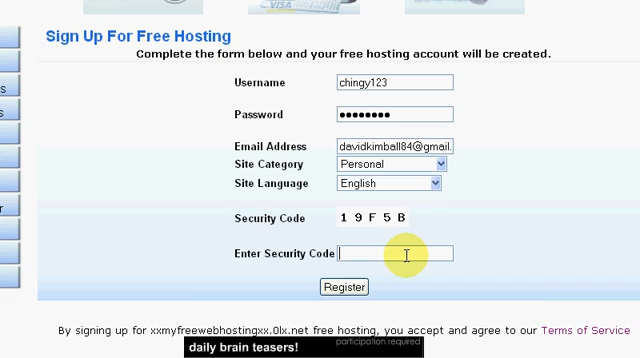 VISA
Sign Up For Free Hosting
Complete the form below and your free hosting account will be created.
Username chingy123
Password ●●●●●●●●
Email Address davidkimball84@gmail.
Site Category Personal
Site Language English
Security Code 1 9 F 5 B
Enter Security Code
Register
By signing up for xxmyfreewebhostingxx.0lx.net free hosting, you accept and agree to our Terms of Service
participation required
daily brain teasers!